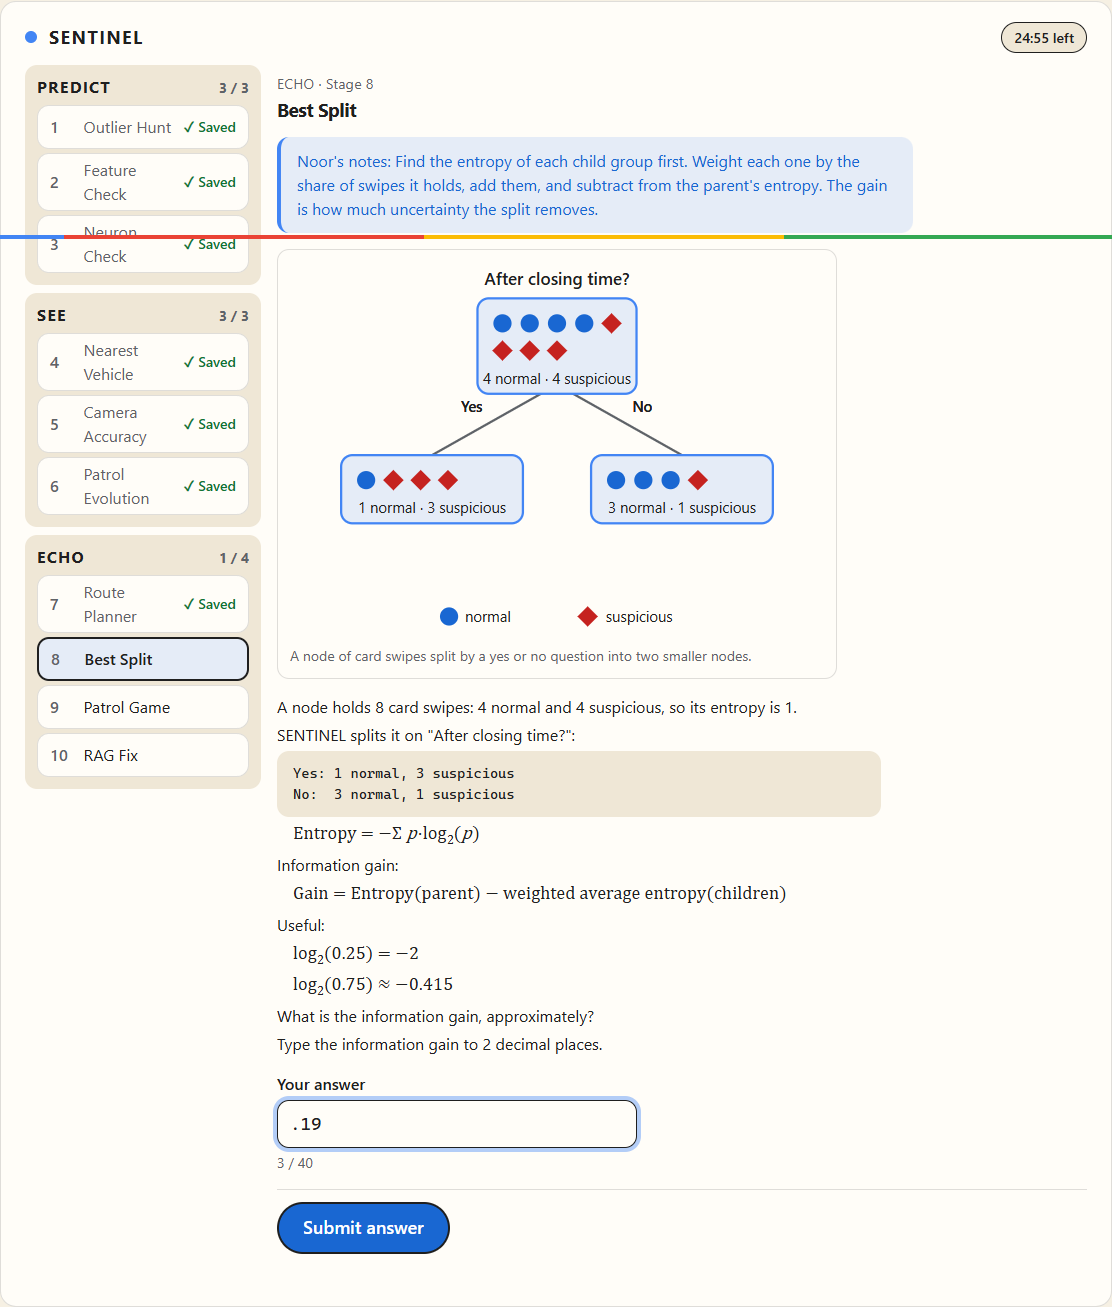 SENTINEL
24:55 left
PREDICT 3 / 3
1 Outlier Hunt ✓ Saved
2 Feature Check ✓ Saved
3 Neuron Check ✓ Saved
SEE 3 / 3
4 Nearest Vehicle ✓ Saved
5 Camera Accuracy ✓ Saved
6 Patrol Evolution ✓ Saved
ECHO 1 / 4
7 Route Planner ✓ Saved
8 Best Split
9 Patrol Game
10 RAG Fix
ECHO · Stage 8
Best Split
Noor's notes: Find the entropy of each child group first. Weight each one by the
share of swipes it holds, add them, and subtract from the parent's entropy. The gain
is how much uncertainty the split removes.
After closing time?
4 normal · 4 suspicious
Yes No
1 normal · 3 suspicious
3 normal · 1 suspicious
normal suspicious
A node of card swipes split by a yes or no question into two smaller nodes.
A node holds 8 card swipes: 4 normal and 4 suspicious, so its entropy is 1.
SENTINEL splits it on "After closing time?":
Yes: 1 normal, 3 suspicious
No:  3 normal, 1 suspicious
Entropy = −Σ p·log₂(p)
Information gain:
Gain = Entropy(parent) − weighted average entropy(children)
Useful:
log₂(0.25) = −2
log₂(0.75) ≈ −0.415
What is the information gain, approximately?
Type the information gain to 2 decimal places.
Your answer
.19
3 / 40
Submit answer